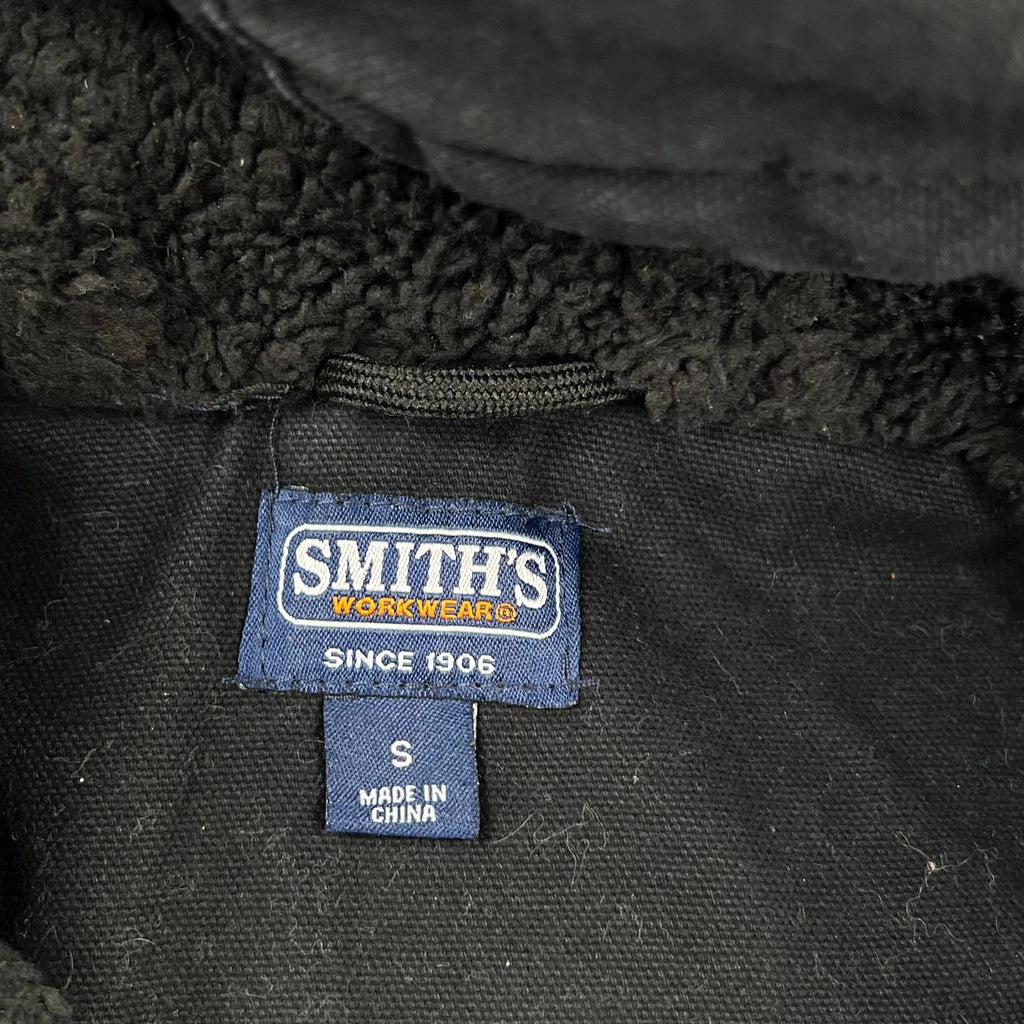 SMITH'S
WORKWEAR®
SINCE 1906
S
MADE IN
CHINA